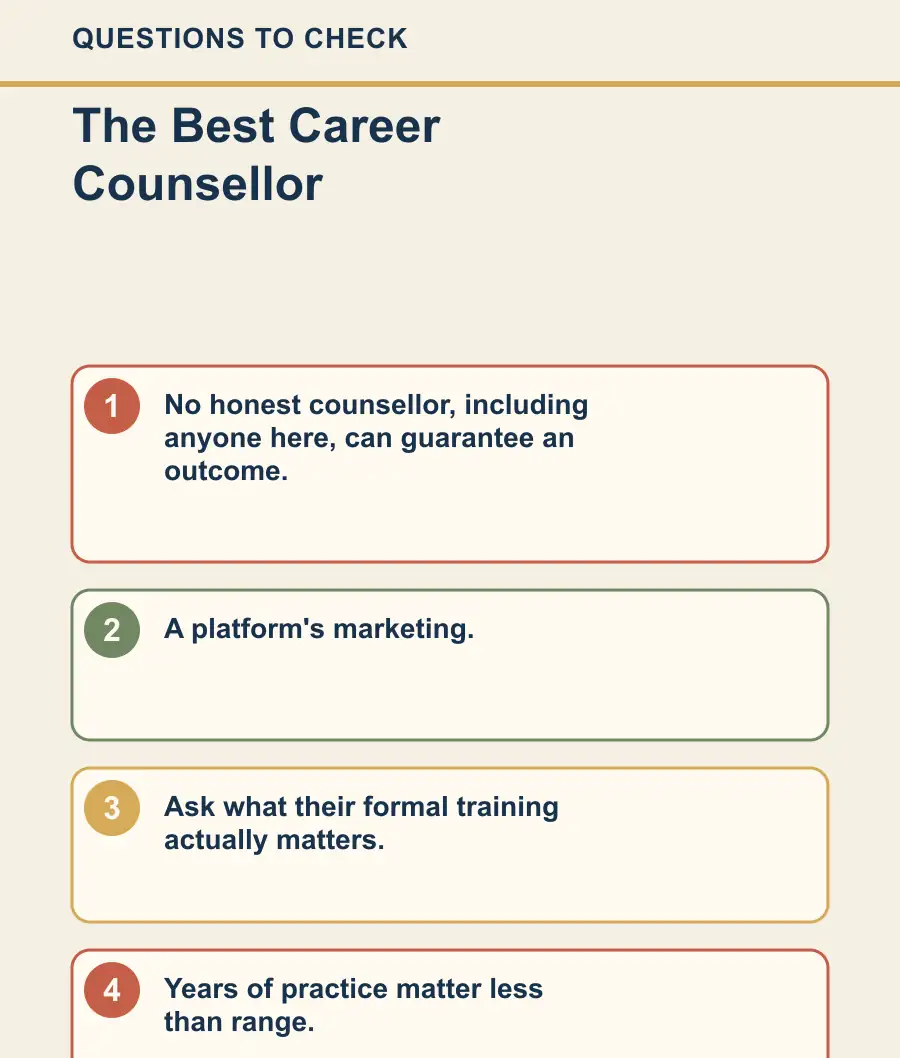 QUESTIONS TO CHECK
The Best Career
Counsellor
1
No honest counsellor, including
anyone here, can guarantee an
outcome.
2
A platform's marketing.
3
Ask what their formal training
actually matters.
4
Years of practice matter less
than range.